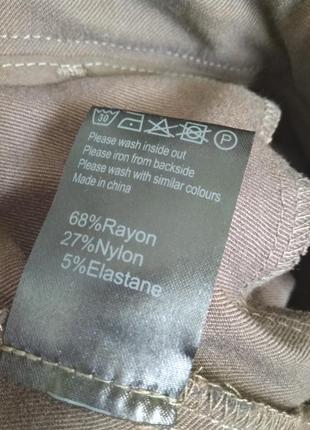 30 P
Please wash inside out
Please iron from backside
Please wash with similar colours
Made in china
68%Rayon
27%Nylon
5%Elastane